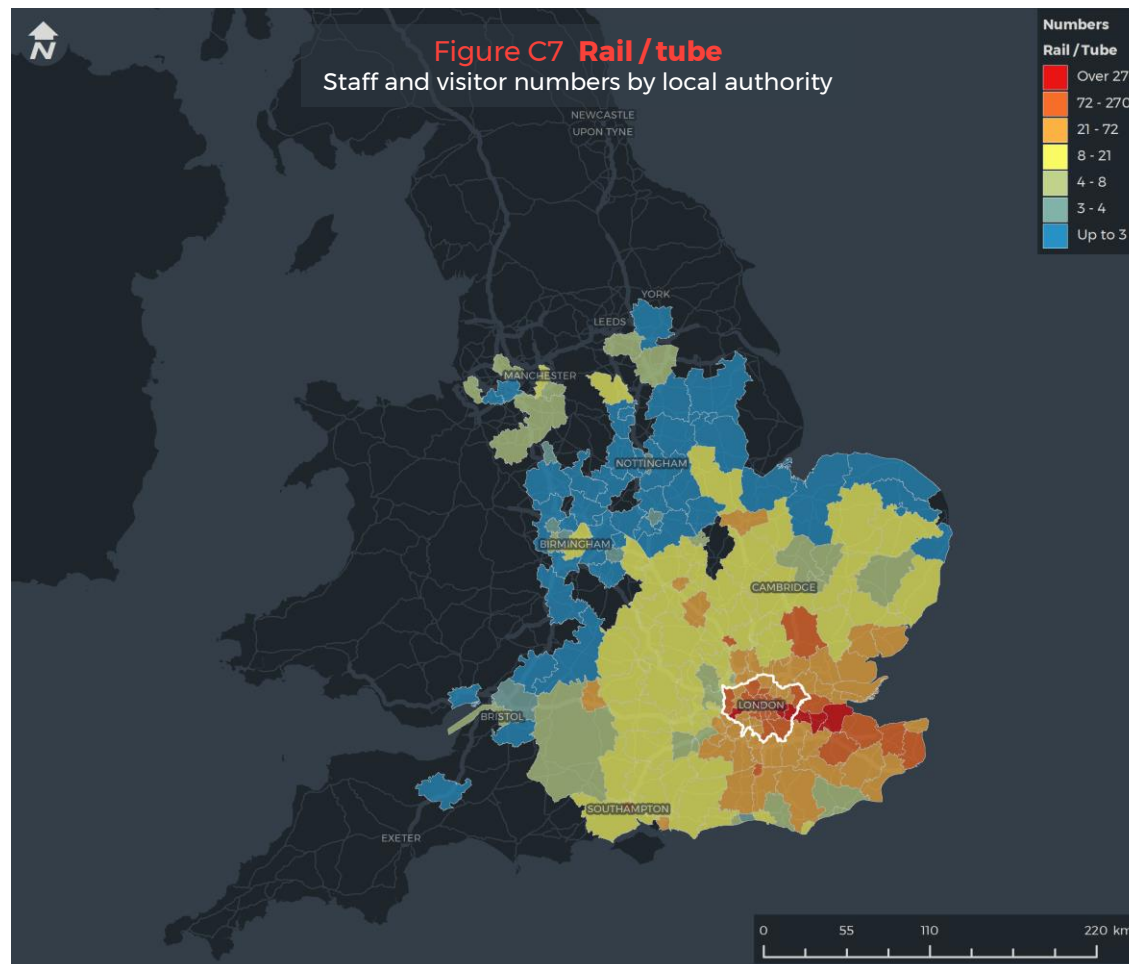 N
Figure C7 Rail / tube
Staff and visitor numbers by local authority
Numbers
Rail / Tube
Over 27
72 - 270
21 - 72
8 - 21
4 - 8
3 - 4
Up to 3
NEWCASTLE
UPON TYNE
YORK
LEEDS
MANCHESTER
NOTTINGHAM
BIRMINGHAM
CAMBRIDGE
LONDON
BRISTOL
SOUTHAMPTON
EXETER
0 55 110 220 km